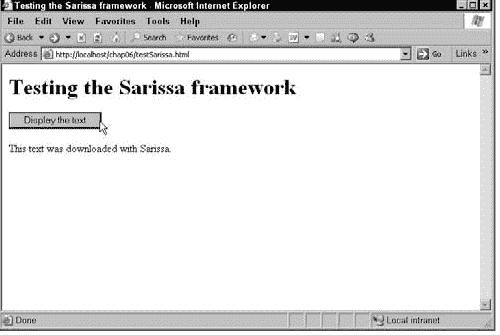 Testing the Sarissa framework - Microsoft Internet Explorer
File Edit View Favorites Tools Help
Back Search Favorites
Address http://localhost/chap06/testSarissa.html Go Links »
Testing the Sarissa framework
Display the text
This text was downloaded with Sarissa.
Done Local intranet